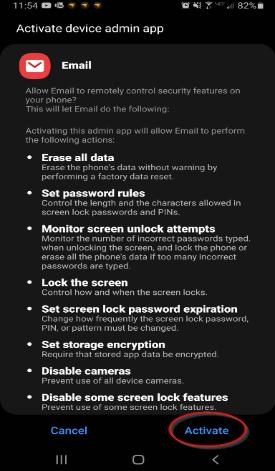 11:54
82%
Activate device admin app
Email
Allow Email to remotely control security features on
your phone?
This will let Email do the following:
Activating this admin app will allow Email to perform
the following actions:
• Erase all data
Erase the phone's data without warning by
performing a factory data reset.
• Set password rules
Control the length and the characters allowed in
screen lock passwords and PINs.
• Monitor screen unlock attempts
Monitor the number of incorrect passwords typed.
when unlocking the screen, and lock the phone or
erase all the phone's data if too many incorrect
passwords are typed.
• Lock the screen
Control how and when the screen locks.
• Set screen lock password expiration
Change how frequently the screen lock password,
PIN, or pattern must be changed.
• Set storage encryption
Require that stored app data be encrypted.
• Disable cameras
Prevent use of all device cameras.
• Disable some screen lock features
Prevent use of some screen lock features.
Cancel
Activate